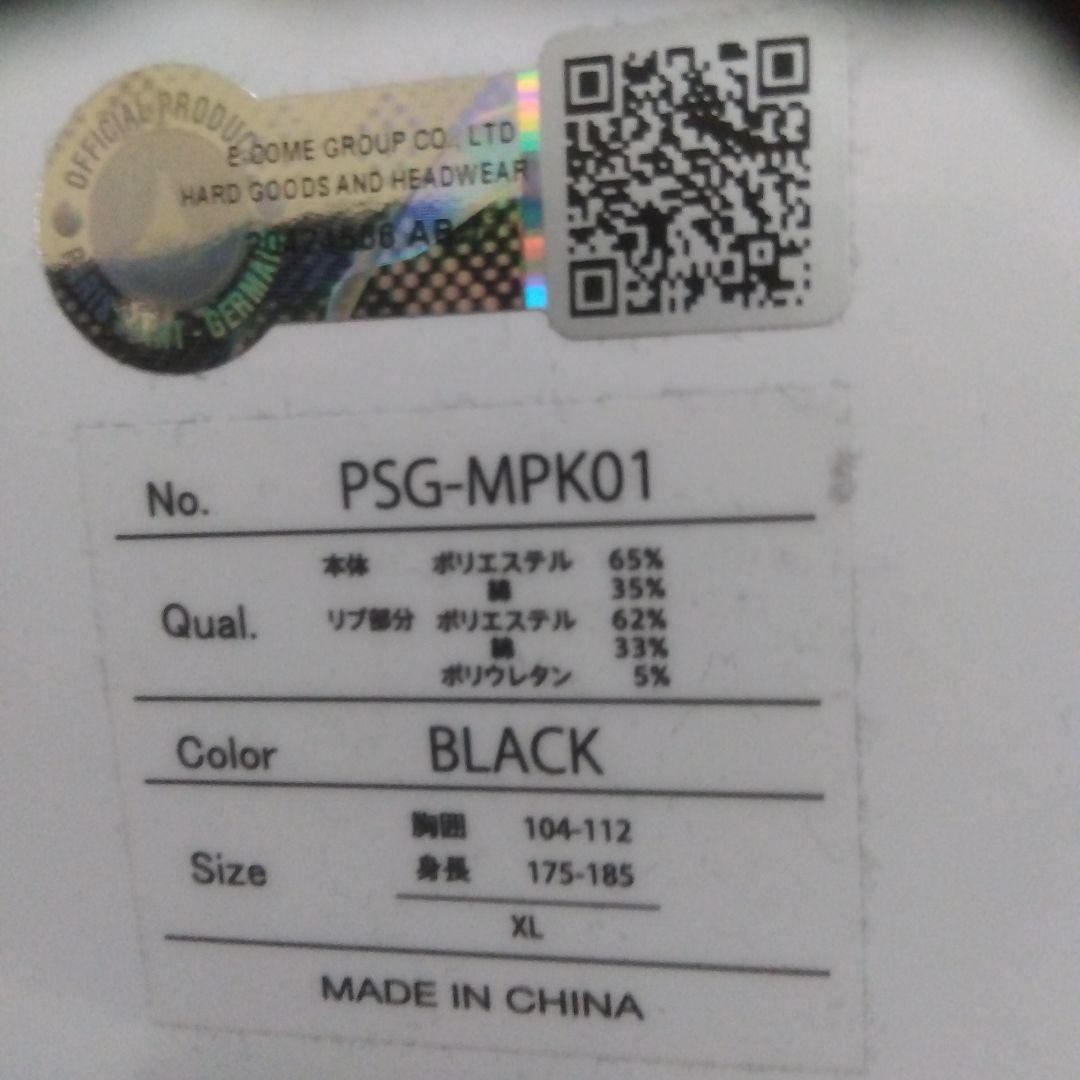 OFFICIAL PRODUCT
E-COME GROUP CO., LTD
HARD GOODS AND HEADWEAR
PARIS SAINT-GERMAIN
No. PSG-MPK01
Qual. 本体 ポリエステル 65%
綿 35%
リブ部分 ポリエステル 62%
綿 33%
ポリウレタン 5%
Color BLACK
Size 胸囲 104-112
身長 175-185
XL
MADE IN CHINA